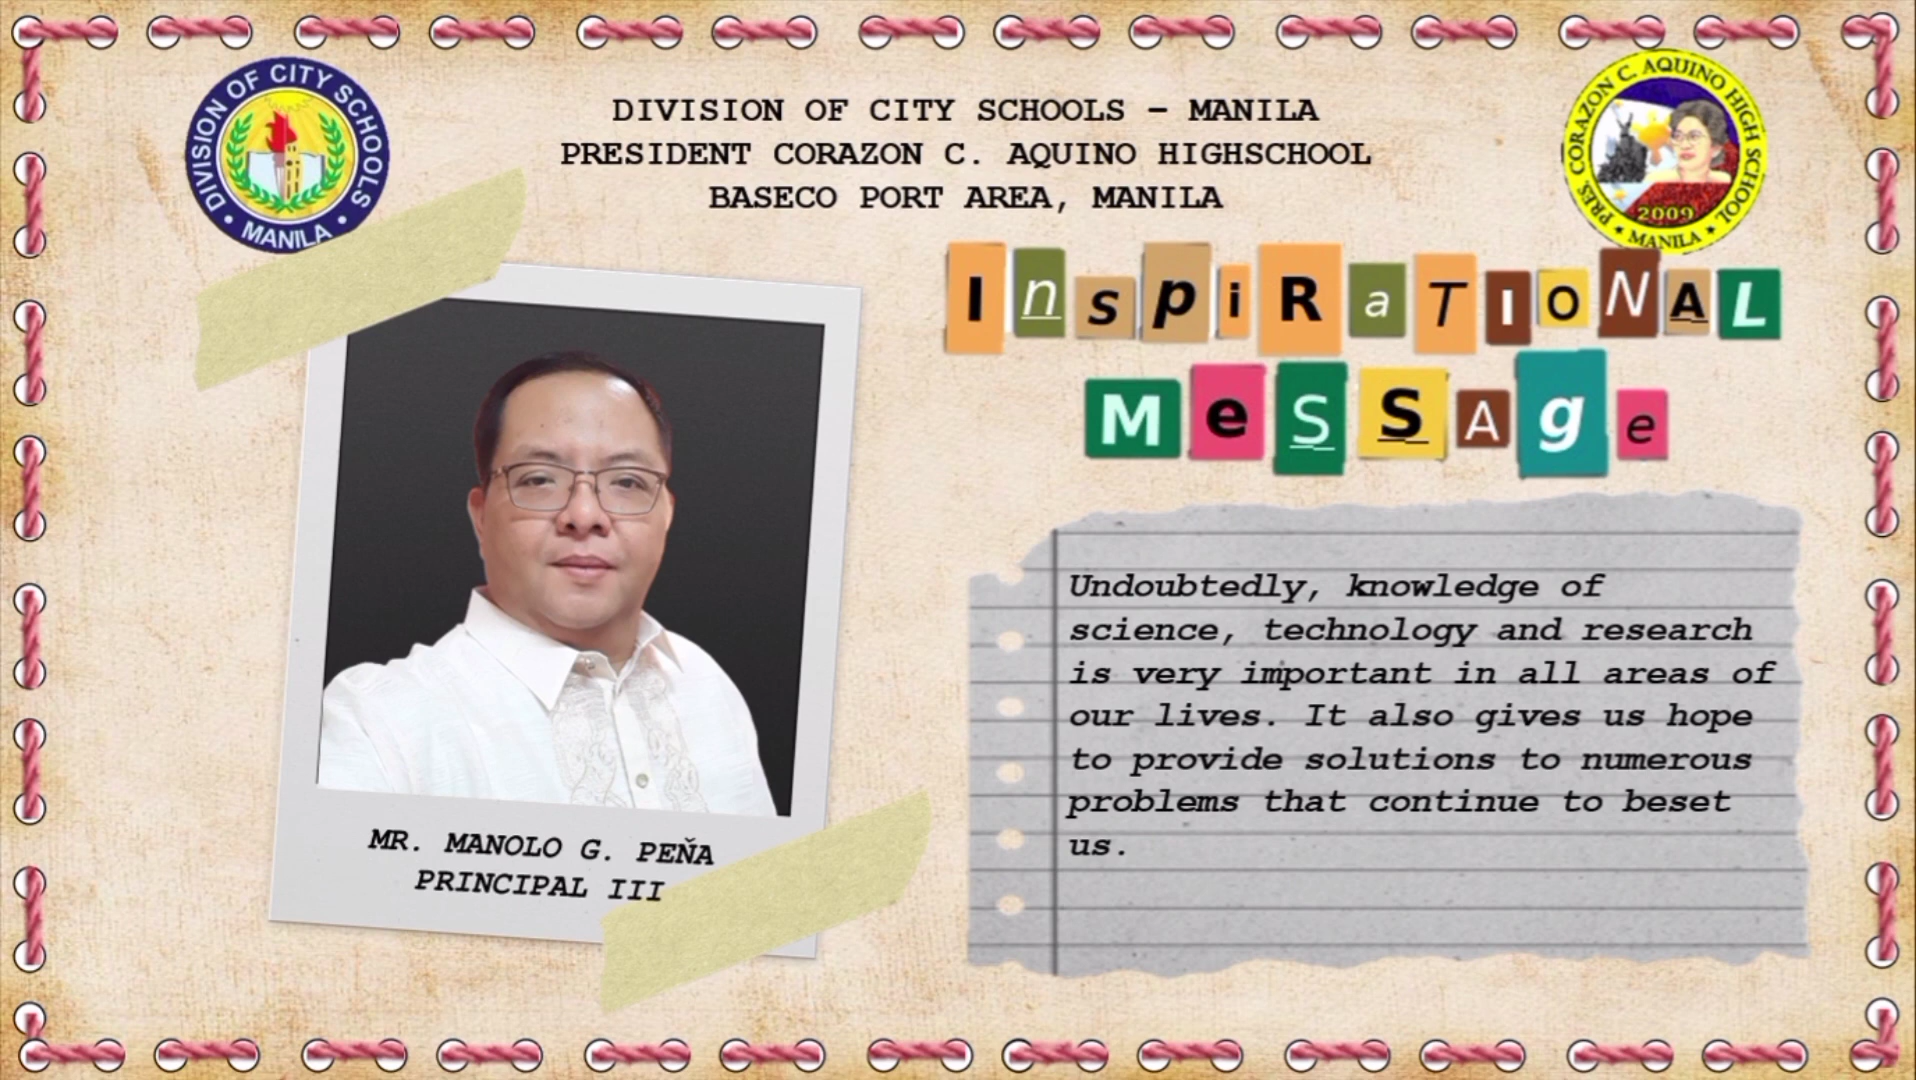 DIVISION OF CITY SCHOOLS
• MANILA •
DIVISION OF CITY SCHOOLS – MANILA
PRESIDENT CORAZON C. AQUINO HIGHSCHOOL
BASECO PORT AREA, MANILA
PRES. CORAZON C. AQUINO HIGH SCHOOL
2009
★ MANILA ★
InspiRaTIONAL
MeSSAge
Undoubtedly, knowledge of
science, technology and research
is very important in all areas of
our lives. It also gives us hope
to provide solutions to numerous
problems that continue to beset
us.
MR. MANOLO G. PEŇA
PRINCIPAL III